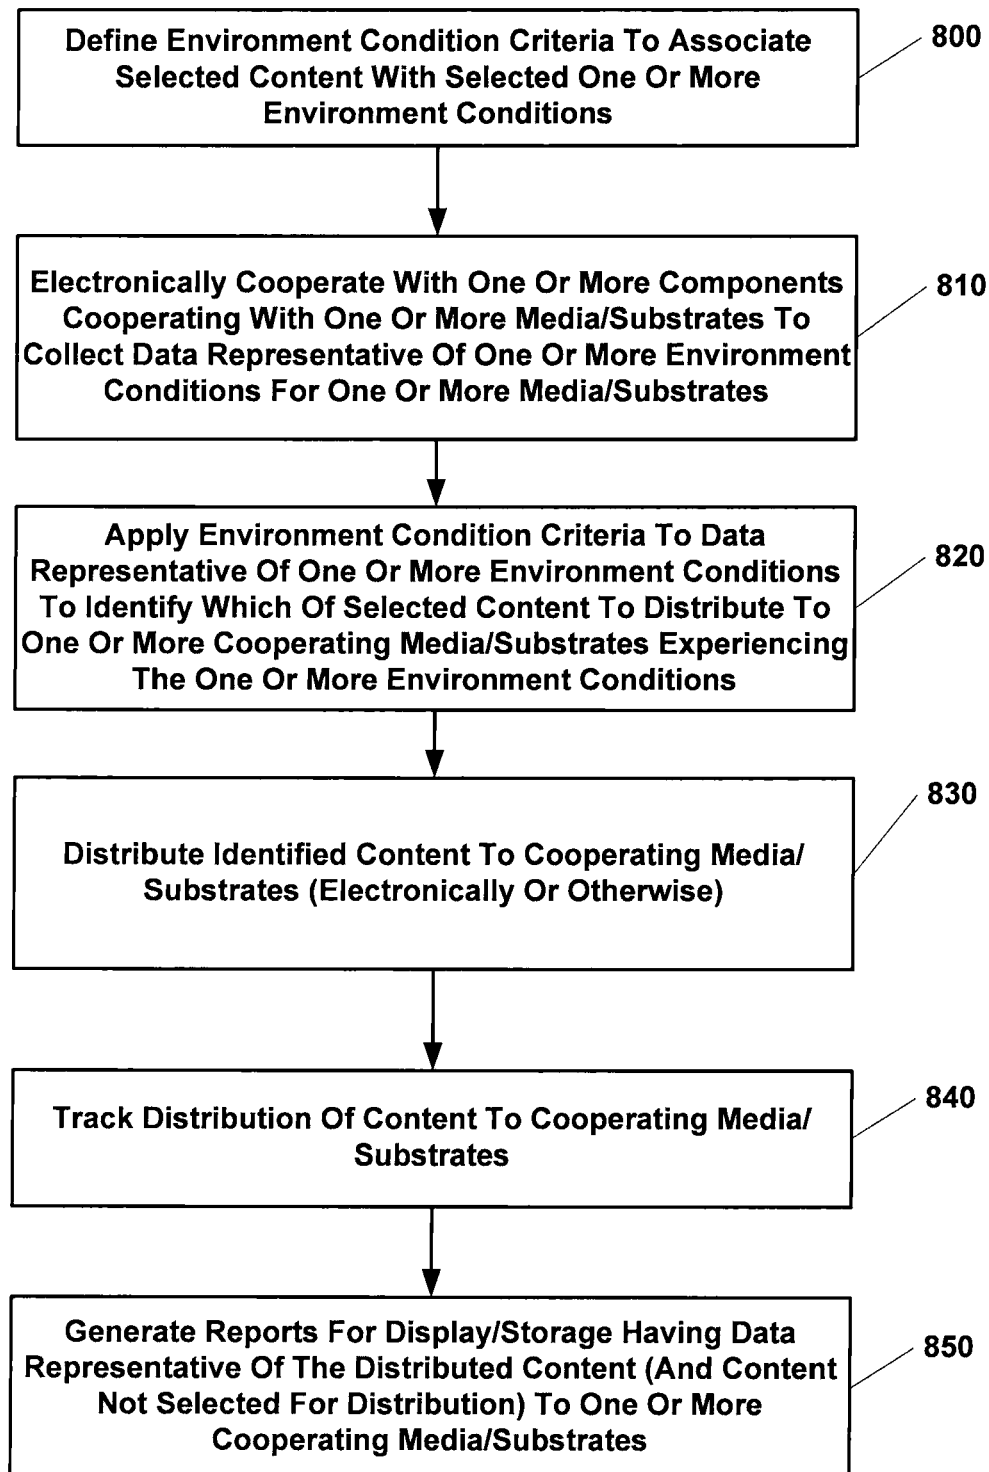 Define Environment Condition Criteria To Associate
Selected Content With Selected One Or More
Environment Conditions
800
Electronically Cooperate With One Or More Components
Cooperating With One Or More Media/Substrates To
Collect Data Representative Of One Or More Environment
Conditions For One Or More Media/Substrates
810
Apply Environment Condition Criteria To Data
Representative Of One Or More Environment Conditions
To Identify Which Of Selected Content To Distribute To
One Or More Cooperating Media/Substrates Experiencing
The One Or More Environment Conditions
820
Distribute Identified Content To Cooperating Media/
Substrates (Electronically Or Otherwise)
830
Track Distribution Of Content To Cooperating Media/
Substrates
840
Generate Reports For Display/Storage Having Data
Representative Of The Distributed Content (And Content
Not Selected For Distribution) To One Or More
Cooperating Media/Substrates
850